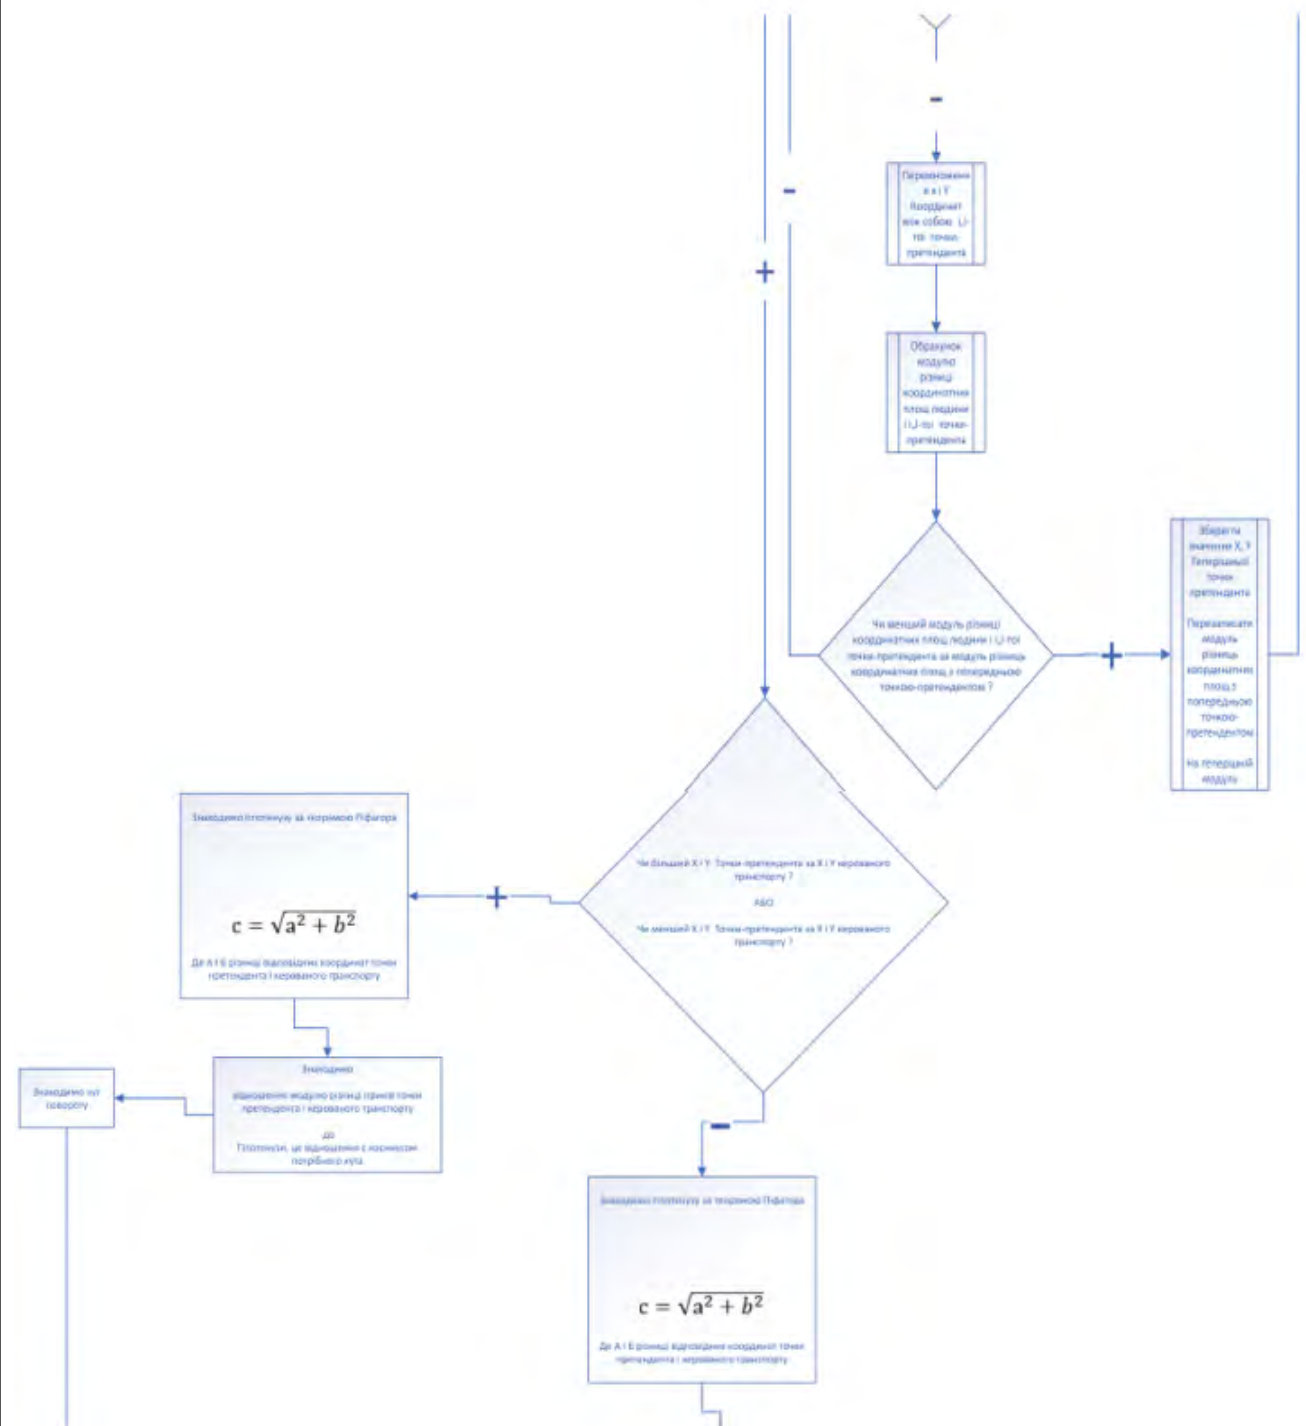 -
-
+
Перемноженн
я х і Y
Координат
між собою i,j-
тої точки-
претендента
Обрахунок
модулю
різниці
координатних
площ людини
і i,j-тої точки-
претендента
Чи менший модуль різниці
координатних площ людини і i,j-тої
точки-претендента за модуль різниць
координатних площ з попередньою
точкою-претендентом ?
+
Зберегти
значення X, Y
Теперішньої
точки
претендента
Перезаписати
модуль
різниць
координатних
площ з
попередньою
точкою-
претендентом
На теперішній
модуль
Знаходимо гіпотенузу за теоремою Піфагора
c = √a² + b²
Де А і Б різниці відповідних координат точки
претендента і керованого транспорту
+
Чи більший X і Y Точки-претендента за X і Y керованого
транспорту ?
АБО
Чи менший X і Y Точки-претендента за X і Y керованого
транспорту ?
Знаходимо
відношення модулю різниці точки
претендента і керованого транспорту
до
Гіпотенузи, це відношення є косинусом
потрібного кута
Знаходимо кут
повороту
-
Знаходимо гіпотенузу за теоремою Піфагора
c = √a² + b²
Де А і Б різниці відповідних координат точки
претендента і керованого транспорту